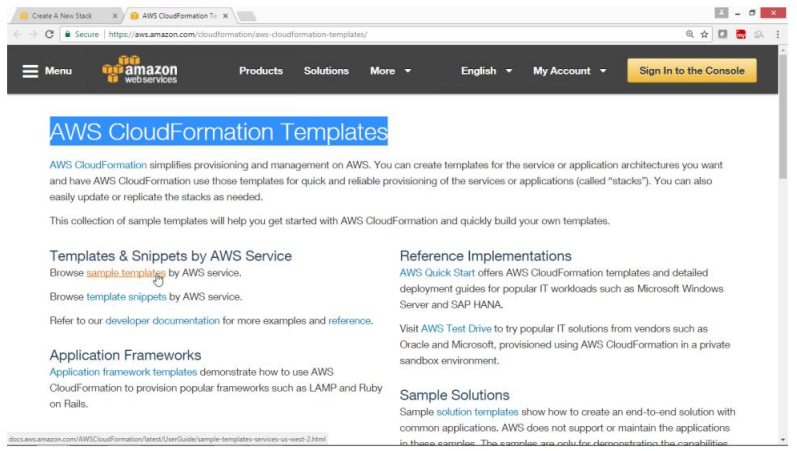 Create A New Stack
AWS CloudFormation Te
Secure | https://aws.amazon.com/cloudformation/aws-cloudformation-templates/
Menu
amazon
webservices
Products
Solutions
More
English
My Account
Sign In to the Console
AWS CloudFormation Templates
AWS CloudFormation simplifies provisioning and management on AWS. You can create templates for the service or application architectures you want
and have AWS CloudFormation use those templates for quick and reliable provisioning of the services or applications (called “stacks”). You can also
easily update or replicate the stacks as needed.
This collection of sample templates will help you get started with AWS CloudFormation and quickly build your own templates.
Templates & Snippets by AWS Service
Browse sample templates by AWS service.
Browse template snippets by AWS service.
Refer to our developer documentation for more examples and reference.
Application Frameworks
Application framework templates demonstrate how to use AWS
CloudFormation to provision popular frameworks such as LAMP and Ruby
on Rails.
Reference Implementations
AWS Quick Start offers AWS CloudFormation templates and detailed
deployment guides for popular IT workloads such as Microsoft Windows
Server and SAP HANA.
Visit AWS Test Drive to try popular IT solutions from vendors such as
Oracle and Microsoft, provisioned using AWS CloudFormation in a private
sandbox environment.
Sample Solutions
Sample solution templates show how to create an end-to-end solution with
common applications. AWS does not support or maintain the applications
in these samples. The samples are only for demonstrating the capabilities
docs.aws.amazon.com/AWSCloudFormation/latest/UserGuide/sample-templates-services-us-west-2.html